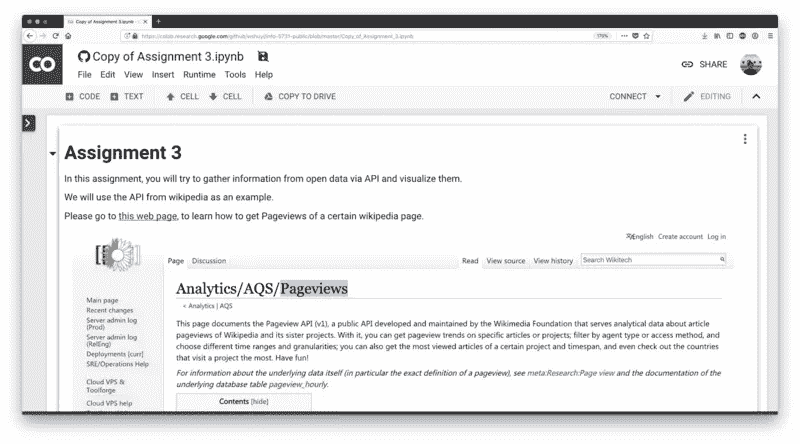 Copy of Assignment 3.ipynb
https://colab.research.google.com/github/
170%
CO
Copy of Assignment 3.ipynb
SHARE
File Edit View Insert Runtime Tools Help
CODE TEXT CELL CELL COPY TO DRIVE CONNECT EDITING
Assignment 3
In this assignment, you will try to gather information from open data via API and visualize them.
We will use the API from wikipedia as an example.
Please go to this web page, to learn how to get Pageviews of a certain wikipedia page.
English Create account Log in
Page Discussion Read View source View history Search Wikitech
Analytics/AQS/Pageviews
< Analytics | AQS
Main page
Recent changes
Server admin log
(Prod)
Server admin log
(RelEng)
Deployments [curr]
SRE/Operations Help
Cloud VPS &
Toolforge
Cloud VPS help
This page documents the Pageview API (v1), a public API developed and maintained by the Wikimedia Foundation that serves analytical data about article
pageviews of Wikipedia and its sister projects. With it, you can get pageview trends on specific articles or projects; filter by agent type or access method, and
choose different time ranges and granularities; you can also get the most viewed articles of a certain project and timespan, and even check out the countries
that visit a project the most. Have fun!
For information about the underlying data itself (in particular the exact definition of a pageview), see meta:Research:Page view and the documentation of the
underlying database table pageview_hourly.
Contents [hide]